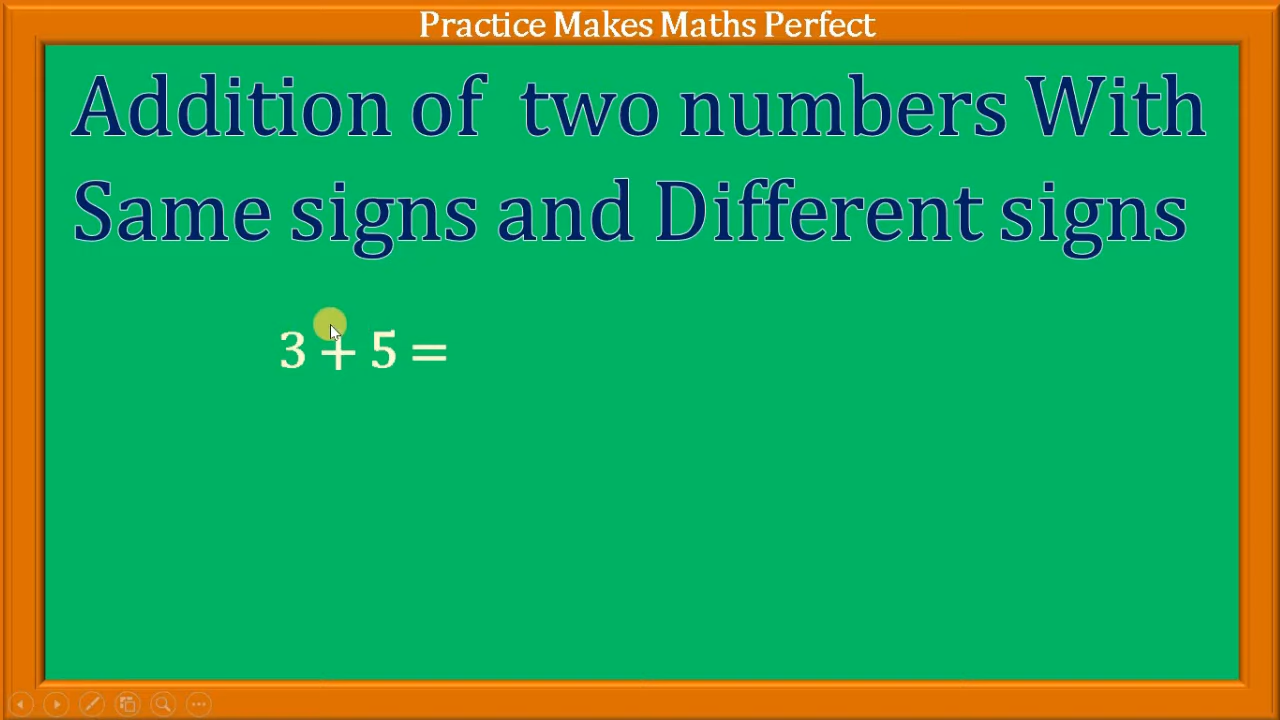 Practice Makes Maths Perfect
Addition of two numbers With
Same signs and Different signs
3 + 5 =